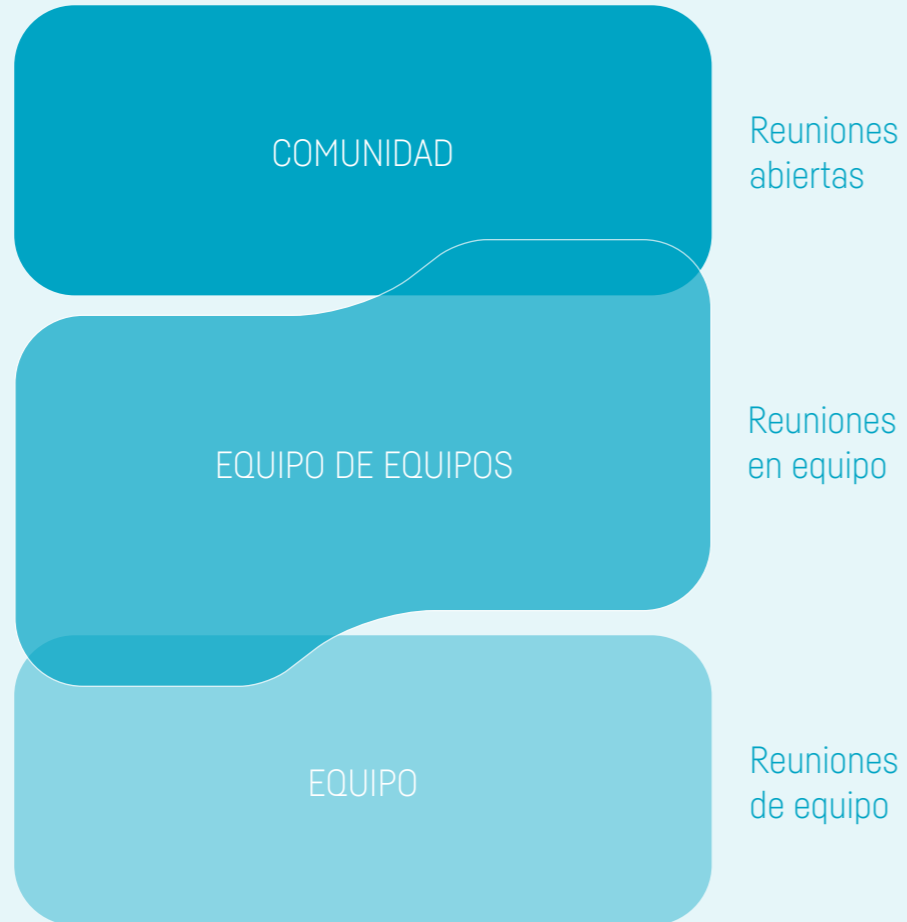 COMUNIDAD
Reuniones
abiertas
EQUIPO DE EQUIPOS
Reuniones
en equipo
EQUIPO
Reuniones
de equipo